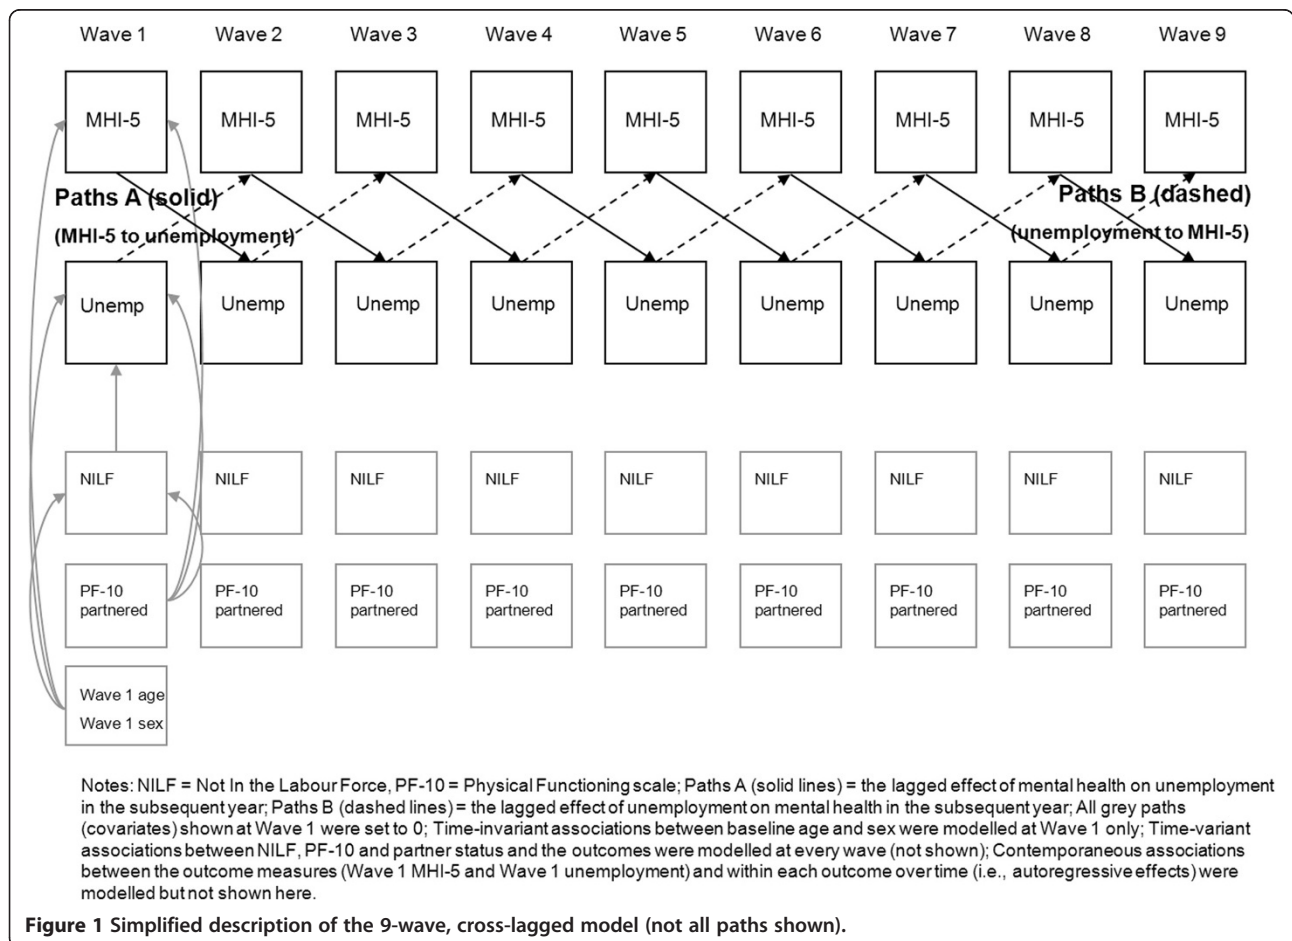 Wave 1 Wave 2 Wave 3 Wave 4 Wave 5 Wave 6 Wave 7 Wave 8 Wave 9
MHI-5 MHI-5 MHI-5 MHI-5 MHI-5 MHI-5 MHI-5 MHI-5 MHI-5
Paths A (solid) Paths B (dashed)
(MHI-5 to unemployment) (unemployment to MHI-5)
Unemp Unemp Unemp Unemp Unemp Unemp Unemp Unemp Unemp
NILF NILF NILF NILF NILF NILF NILF NILF NILF
PF-10 PF-10 PF-10 PF-10 PF-10 PF-10 PF-10 PF-10 PF-10
partnered partnered partnered partnered partnered partnered partnered partnered partnered
Wave 1 age
Wave 1 sex
Notes: NILF = Not In the Labour Force, PF-10 = Physical Functioning scale; Paths A (solid lines) = the lagged effect of mental health on unemployment
in the subsequent year; Paths B (dashed lines) = the lagged effect of unemployment on mental health in the subsequent year; All grey paths
(covariates) shown at Wave 1 were set to 0; Time-invariant associations between baseline age and sex were modelled at Wave 1 only; Time-variant
associations between NILF, PF-10 and partner status and the outcomes were modelled at every wave (not shown); Contemporaneous associations
between the outcome measures (Wave 1 MHI-5 and Wave 1 unemployment) and within each outcome over time (i.e., autoregressive effects) were
modelled but not shown here.
Figure 1 Simplified description of the 9-wave, cross-lagged model (not all paths shown).